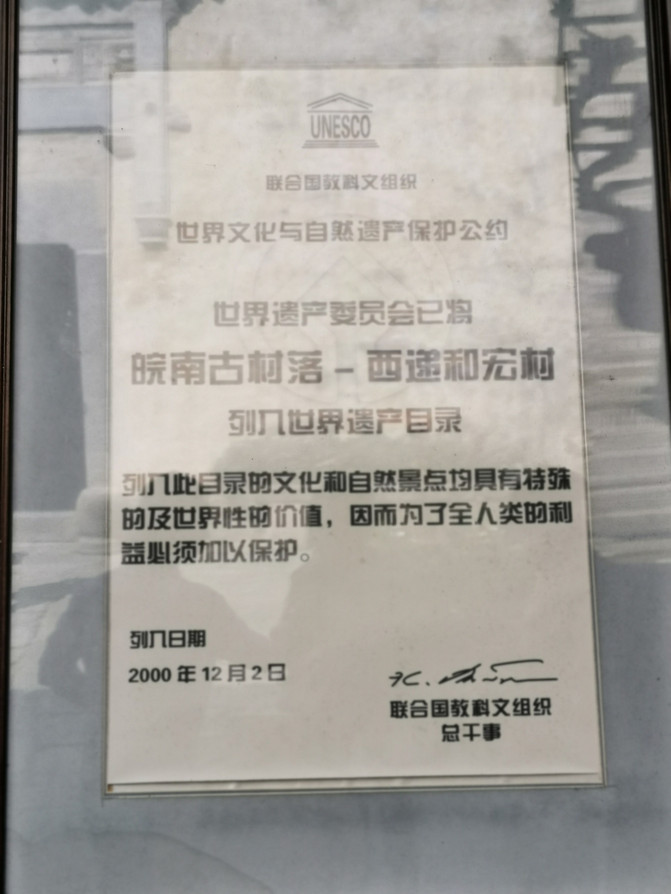 UNESCO
联合国教科文组织
世界文化与自然遗产保护公约
世界遗产委员会已将
皖南古村落－西递和宏村
列入世界遗产目录
列入此目录的文化和自然景点均具有特殊
的及世界性的价值，因而为了全人类的利
益必须加以保护。
列入日期
2000 年 12 月 2 日
联合国教科文组织
总干事